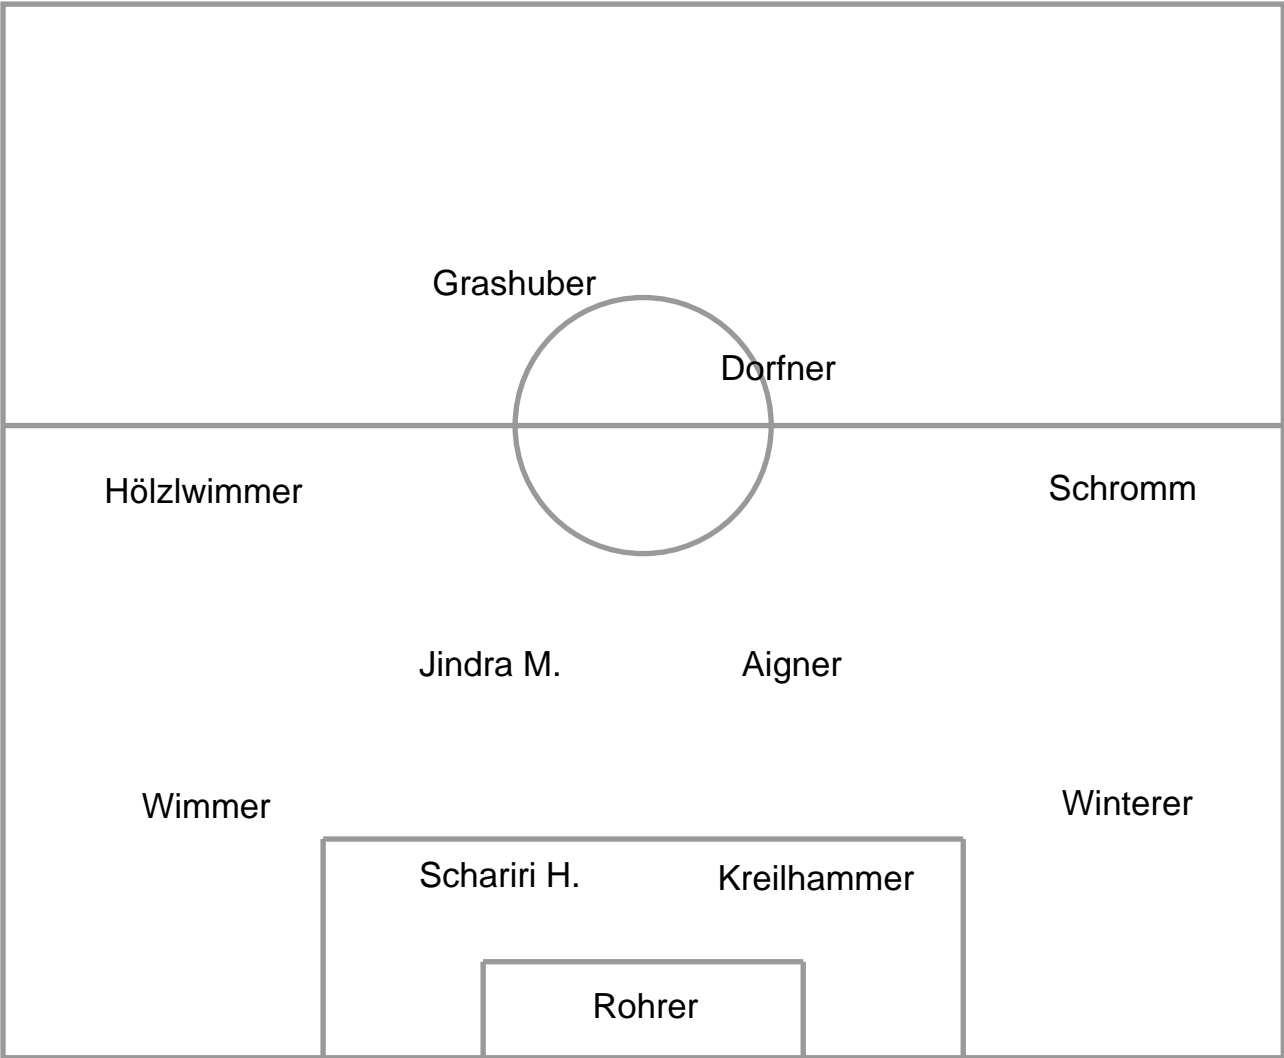 Grashuber
Dorfner
Hölzlwimmer
Schromm
Jindra M.
Aigner
Wimmer
Winterer
Schariri H.
Kreilhammer
Rohrer